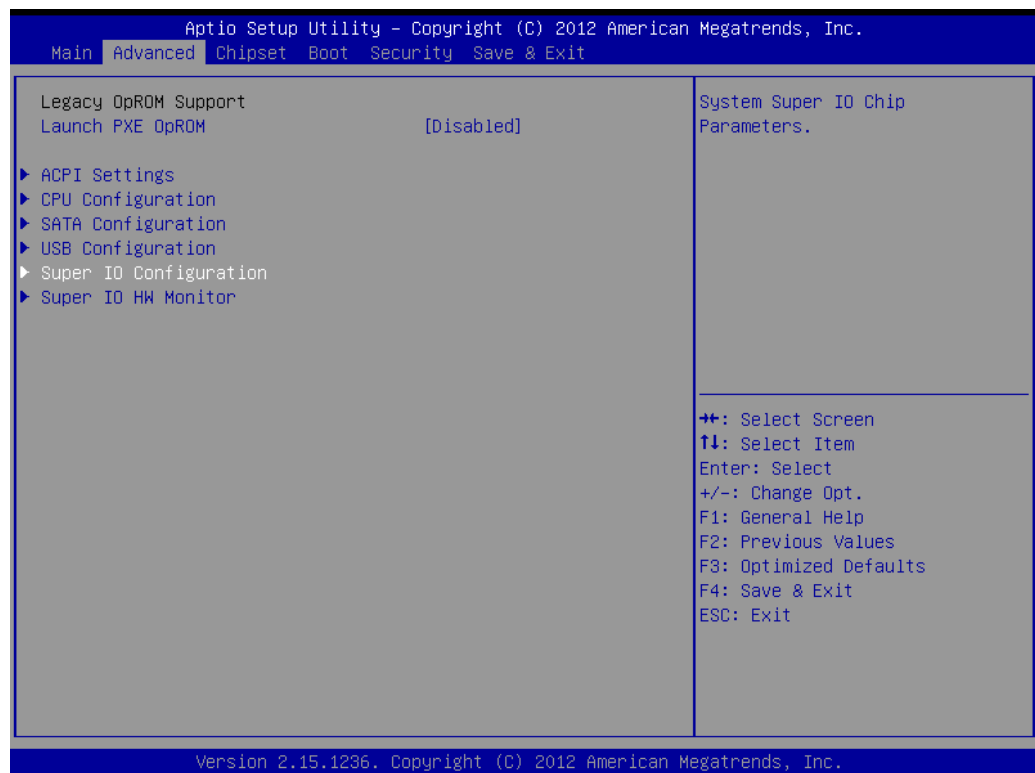 Aptio Setup Utility – Copyright (C) 2012 American Megatrends, Inc.
Main Advanced Chipset Boot Security Save & Exit
Legacy OpROM Support
Launch PXE OpROM [Disabled]
ACPI Settings
CPU Configuration
SATA Configuration
USB Configuration
Super IO Configuration
Super IO HW Monitor
System Super IO Chip
Parameters.
→←: Select Screen
↑↓: Select Item
Enter: Select
+/-: Change Opt.
F1: General Help
F2: Previous Values
F3: Optimized Defaults
F4: Save & Exit
ESC: Exit
Version 2.15.1236. Copyright (C) 2012 American Megatrends, Inc.